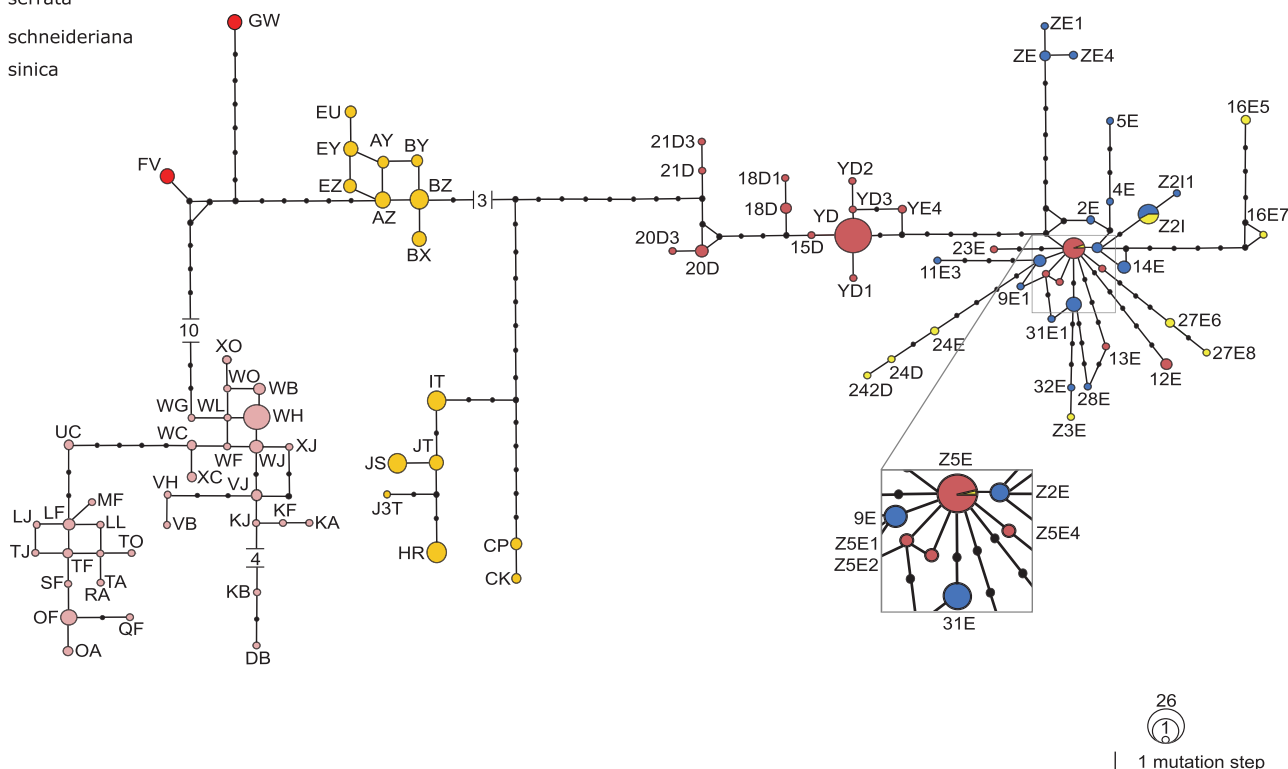 serrata
schneideriana
sinica
GW
FV
EU
EY
AY
BY
EZ
AZ
BZ
BX
3
21D3
21D
20D3
20D
18D1
18D
15D
YD2
YD3
YD
YE4
YD1
ZE1
ZE
ZE4
5E
4E
2E
Z2I1
Z2I
16E5
16E7
14E
23E
11E3
9E1
31E1
24E
24D
242D
32E
28E
Z3E
13E
12E
27E6
27E8
10
XO
WO
WB
WG
WL
WH
UC
WC
WF
WJ
XJ
XC
VH
VJ
VB
KJ
KF
KA
4
KB
DB
MF
LJ
LF
LL
TJ
TF
TO
SF
RA
TA
OF
QF
OA
IT
JT
JS
J3T
HR
CP
CK
Z5E
Z2E
9E
Z5E1
Z5E4
Z5E2
31E
26
1
1 mutation step